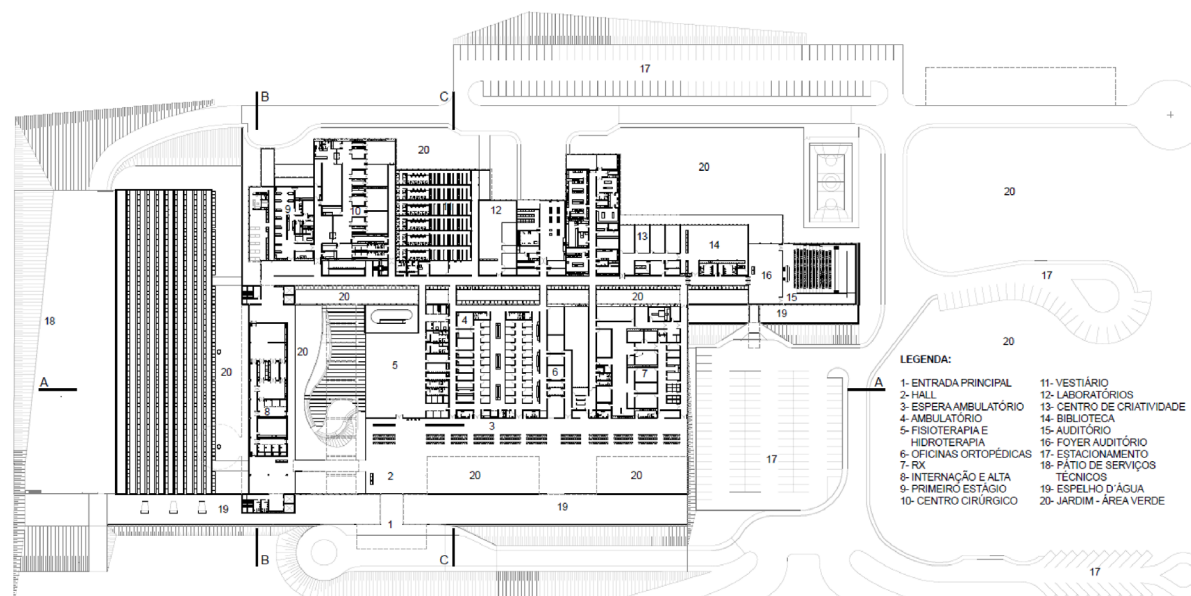 17
B
C
20
20
20
9
10
12
13
14
16
15
17
18
20
20
20
19
20
4
5
6
7
20
8
A
A
3
2
20
20
17
19
19
1
B
C
17
LEGENDA:
1- ENTRADA PRINCIPAL
2- HALL
3- ESPERA AMBULATÓRIO
4- AMBULATÓRIO
5- FISIOTERAPIA E
HIDROTERAPIA
6- OFICINAS ORTOPÉDICAS
7- RX
8- INTERNAÇÃO E ALTA
9- PRIMEIRO ESTÁGIO
10- CENTRO CIRÚRGICO
11- VESTIÁRIO
12- LABORATÓRIOS
13- CENTRO DE CRIATIVIDADE
14- BIBLIOTECA
15- AUDITÓRIO
16- FOYER AUDITÓRIO
17- ESTACIONAMENTO
18- PÁTIO DE SERVIÇOS
TÉCNICOS
19- ESPELHO D'ÁGUA
20- JARDIM - ÁREA VERDE